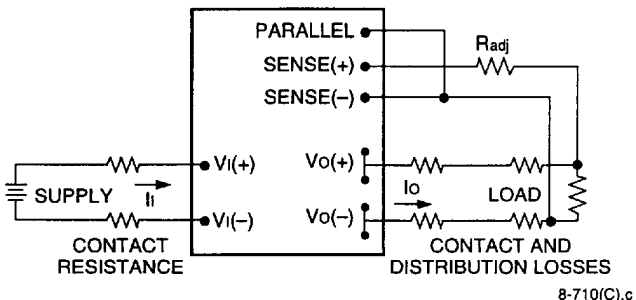 PARALLEL
SENSE(+)
Radj
SENSE(–)
VI(+)
VO(+)
SUPPLY
II
IO
LOAD
VI(–)
VO(–)
CONTACT
RESISTANCE
CONTACT AND
DISTRIBUTION LOSSES
8-710(C).c